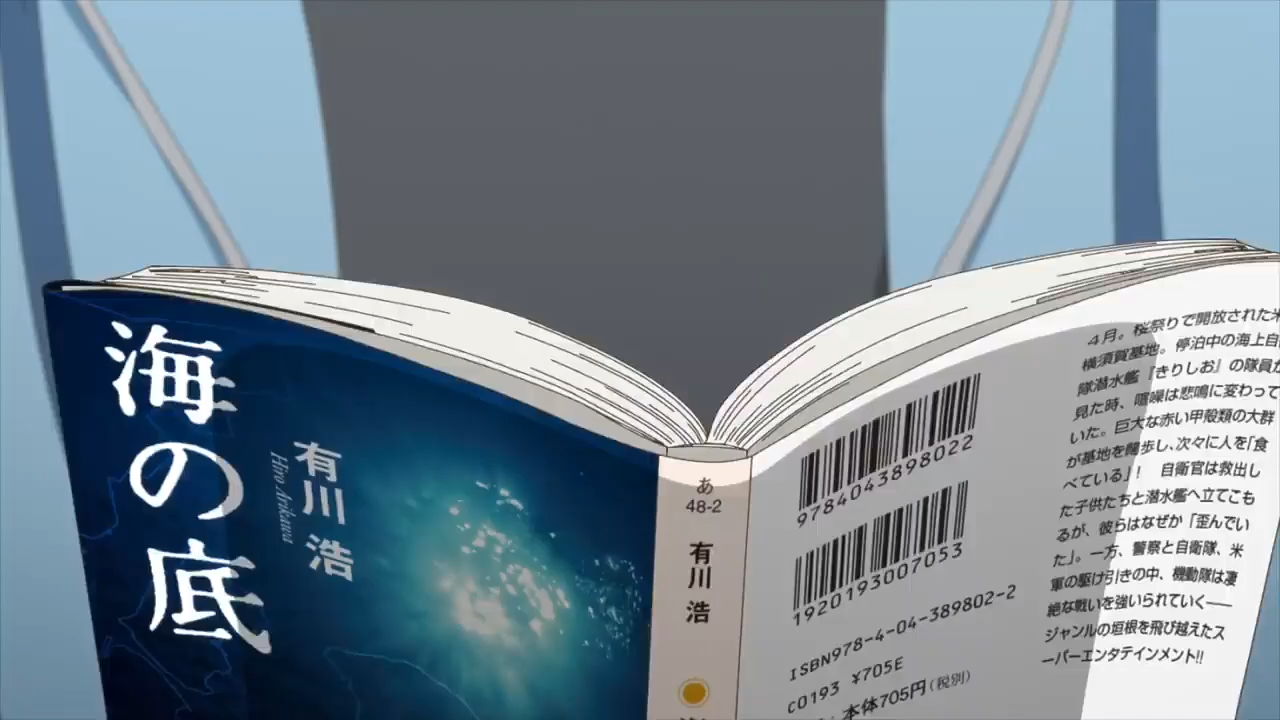 海の底
有川 浩
Hiro Arikawa
あ
48-2
有川 浩
9784043898022
1920193007053
ISBN978-4-04-389802-2
C0193 ¥705E
本体705円(税別)
4月。桜祭りで開放された米
横須賀基地。停泊中の海上自
隊潜水艦『きりしお』の隊員が
見た時、喧噪は悲鳴に変わって
いた。巨大な赤い甲殻類の大群
が基地を闊歩し、次々に人を「食
べている」! 自衛官は救出し
た子供たちと潜水艦へ立てこも
るが、彼らはなぜか「歪んでい
た」。一方、警察と自衛隊、米
軍の駆け引きの中、機動隊は凄
絶な戦いを強いられていく――
ジャンルの垣根を飛び越えたス
ーパーエンタテインメント!!